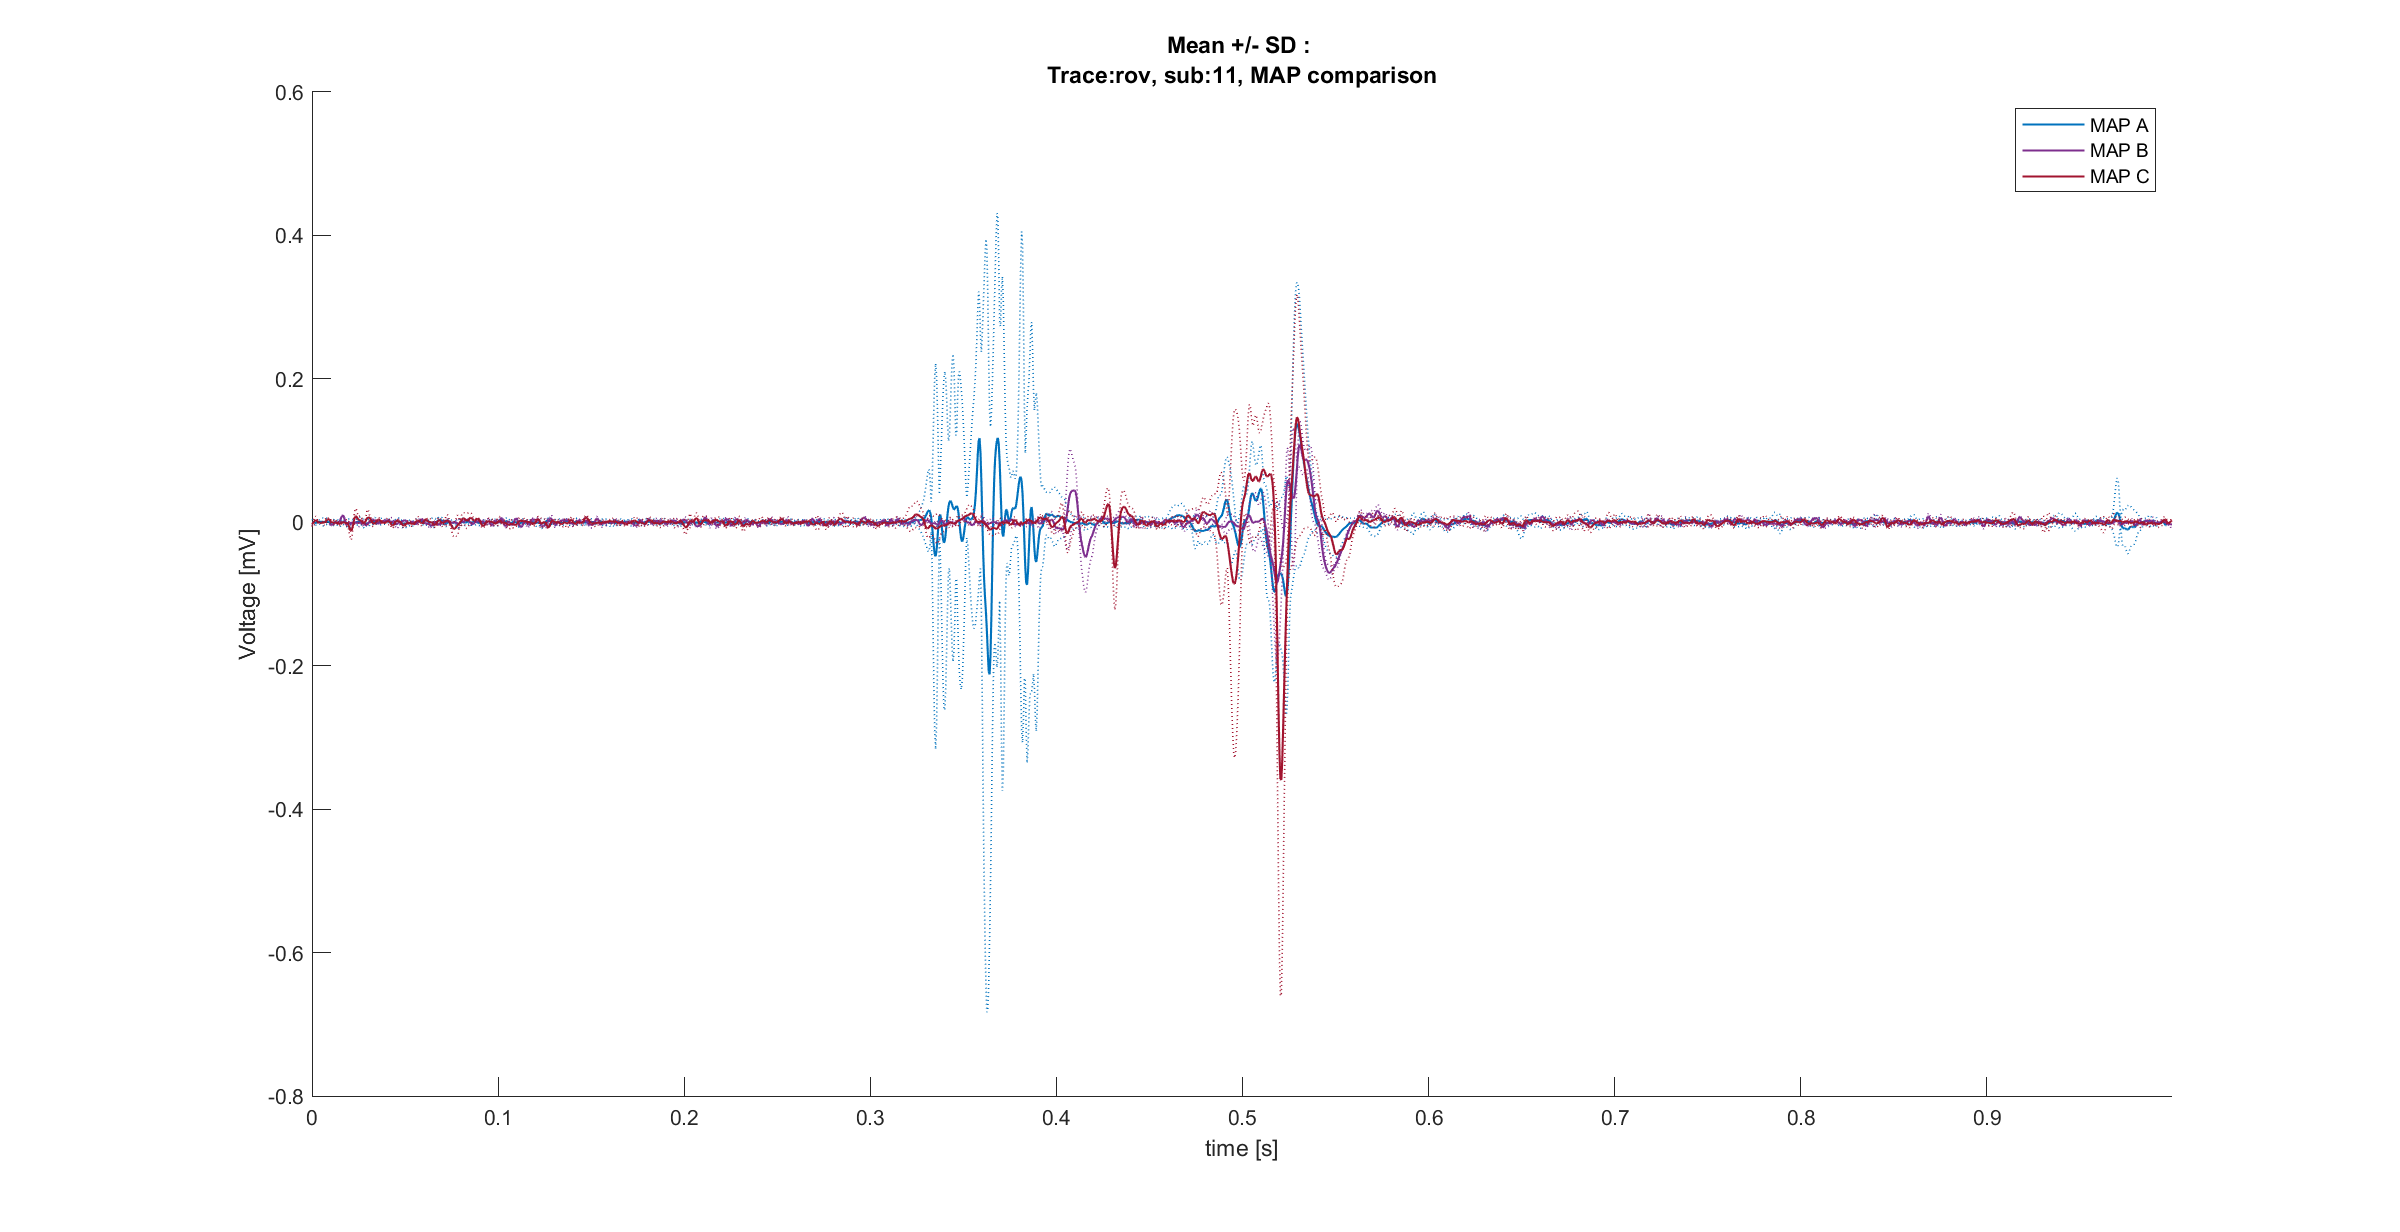 Mean +/- SD :
Trace:rov, sub:11, MAP comparison
0.6
0.4
0.2
0
-0.2
-0.4
-0.6
-0.8
Voltage [mV]
MAP A
MAP B
MAP C
0 0.1 0.2 0.3 0.4 0.5 0.6 0.7 0.8 0.9
time [s]